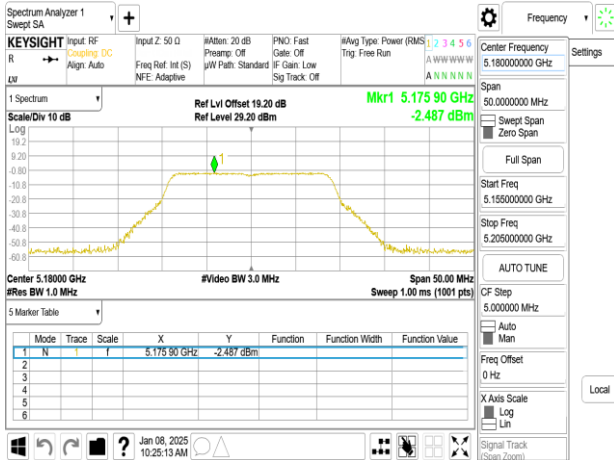 Spectrum Analyzer 1
Swept SA
+
Frequency
KEYSIGHT
R
LXI
Input: RF
Coupling: DC
Align: Auto
Input Z: 50 Ω
Freq Ref: Int (S)
NFE: Adaptive
#Atten: 20 dB
Preamp: Off
µW Path: Standard
PNO: Fast
Gate: Off
IF Gain: Low
Sig Track: Off
#Avg Type: Power (RMS
Trig: Free Run
1 2 3 4 5 6
A W W W W W
A N N N N N
1 Spectrum
Scale/Div 10 dB
Log
Ref Lvl Offset 19.20 dB
Ref Level 29.20 dBm
Mkr1 5.175 90 GHz
-2.487 dBm
19.2
9.20
-0.80
-10.8
-20.8
-30.8
-40.8
-50.8
-60.8
1
Center 5.18000 GHz
#Res BW 1.0 MHz
#Video BW 3.0 MHz
Span 50.00 MHz
Sweep 1.00 ms (1001 pts)
5 Marker Table
Mode Trace Scale X Y Function Function Width Function Value
1 N 1 f 5.175 90 GHz -2.487 dBm
2
3
4
5
6
?
Jan 08, 2025
10:25:13 AM
Center Frequency
5.18000000 GHz
Span
50.0000000 MHz
Swept Span
Zero Span
Full Span
Start Freq
5.155000000 GHz
Stop Freq
5.205000000 GHz
AUTO TUNE
CF Step
5.000000 MHz
Auto
Man
Freq Offset
0 Hz
X Axis Scale
Log
Lin
Signal Track
(Span Zoom)
Settings
Local